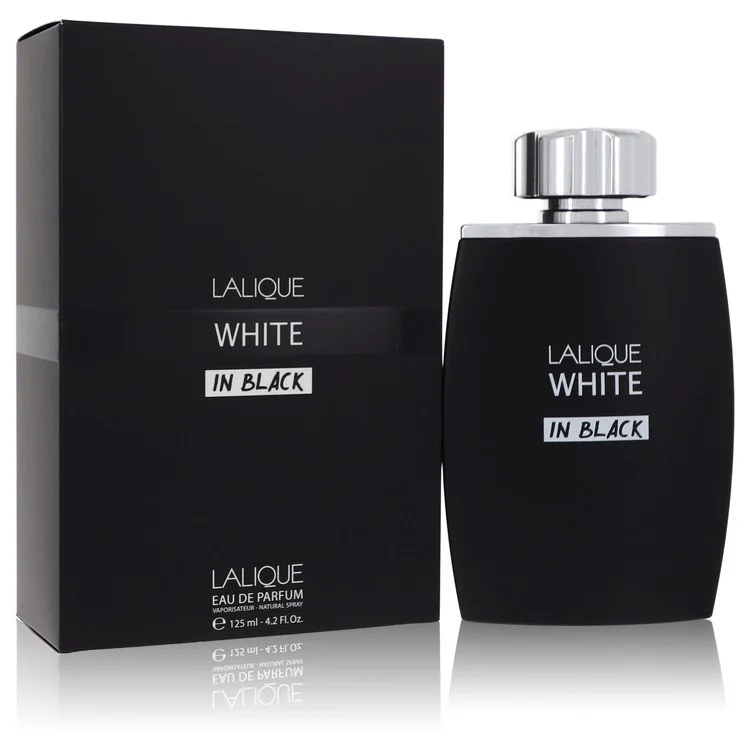 LALIQUE
WHITE
IN BLACK
LALIQUE
EAU DE PARFUM
VAPORISATEUR - NATURAL SPRAY
℮ 125 ml - 4.2 Fl. Oz.
LALIQUE
WHITE
IN BLACK